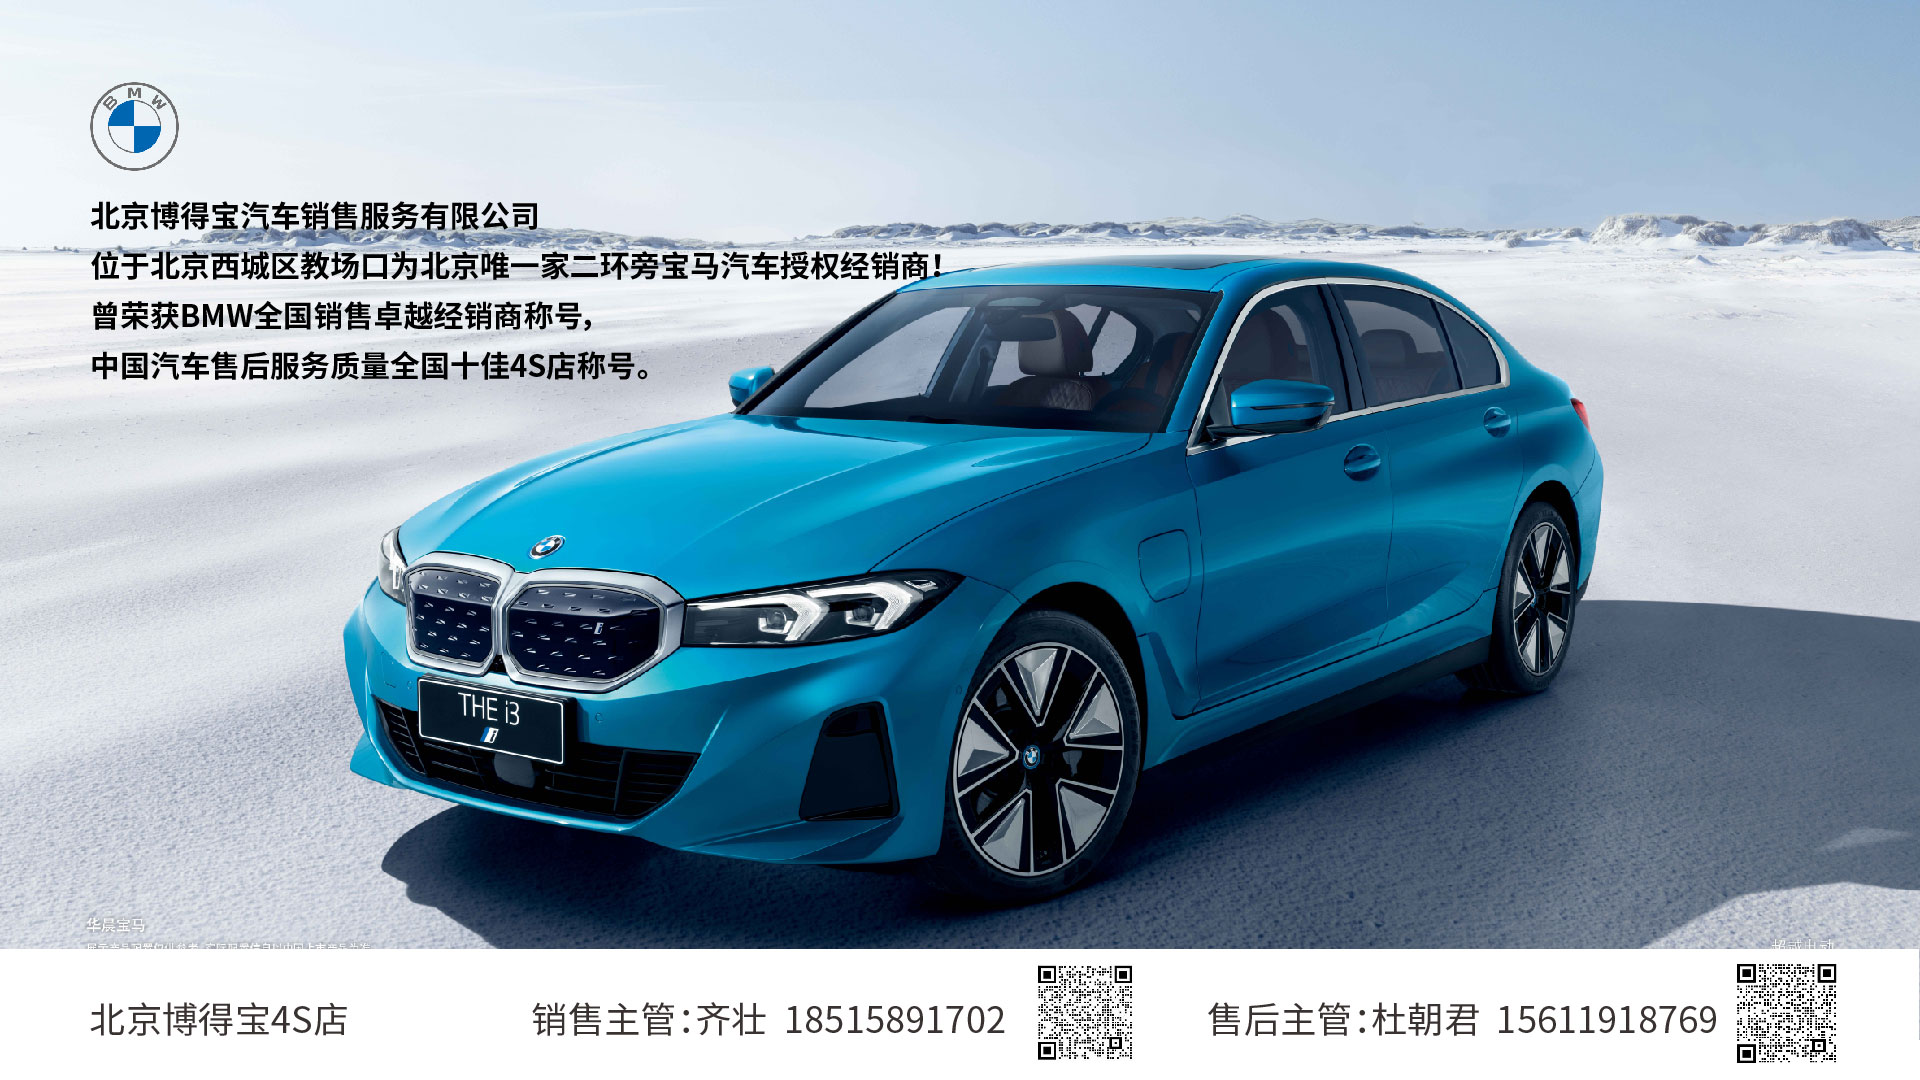 BMW
北京博得宝汽车销售服务有限公司
位于北京西城区教场口为北京唯一家二环旁宝马汽车授权经销商！
曾荣获BMW全国销售卓越经销商称号，
中国汽车售后服务质量全国十佳4S店称号。
THE i3
华晨宝马
北京博得宝4S店
销售主管：齐壮 18515891702
售后主管：杜朝君 15611918769